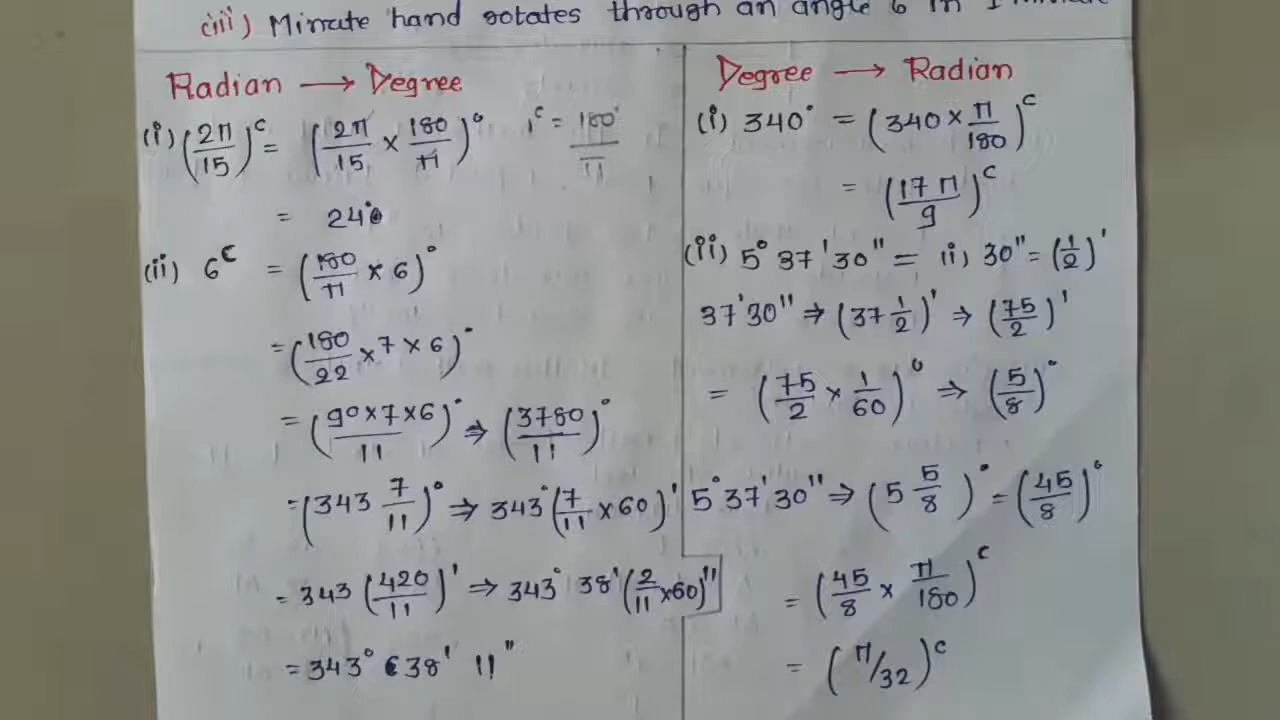 (iii) Minute hand rotates through an angle 6 in 1 minute
Radian → Degree
(i) (2π/15)ᶜ = (2π/15 × 180/π)° 1ᶜ = 180°/π
= 24°
(ii) 6ᶜ = (180/π × 6)°
= (180/22 × 7 × 6)°
= (90×7×6/11)° ⇒ (3780/11)°
= (343 7/11)° ⇒ 343° (7/11 × 60)'
= 343 (420/11)' ⇒ 343° 38' (2/11 × 60)''
= 343° 38' 11''
Degree → Radian
(i) 340° = (340 × π/180)ᶜ
= (17π/9)ᶜ
(ii) 5° 37' 30'' = ii) 30'' = (1/2)'
37' 30'' ⇒ (37 1/2)' ⇒ (75/2)'
= (75/2 × 1/60)° ⇒ (5/8)°
5° 37' 30'' ⇒ (5 5/8)° = (45/8)°
= (45/8 × π/180)ᶜ
= (π/32)ᶜ